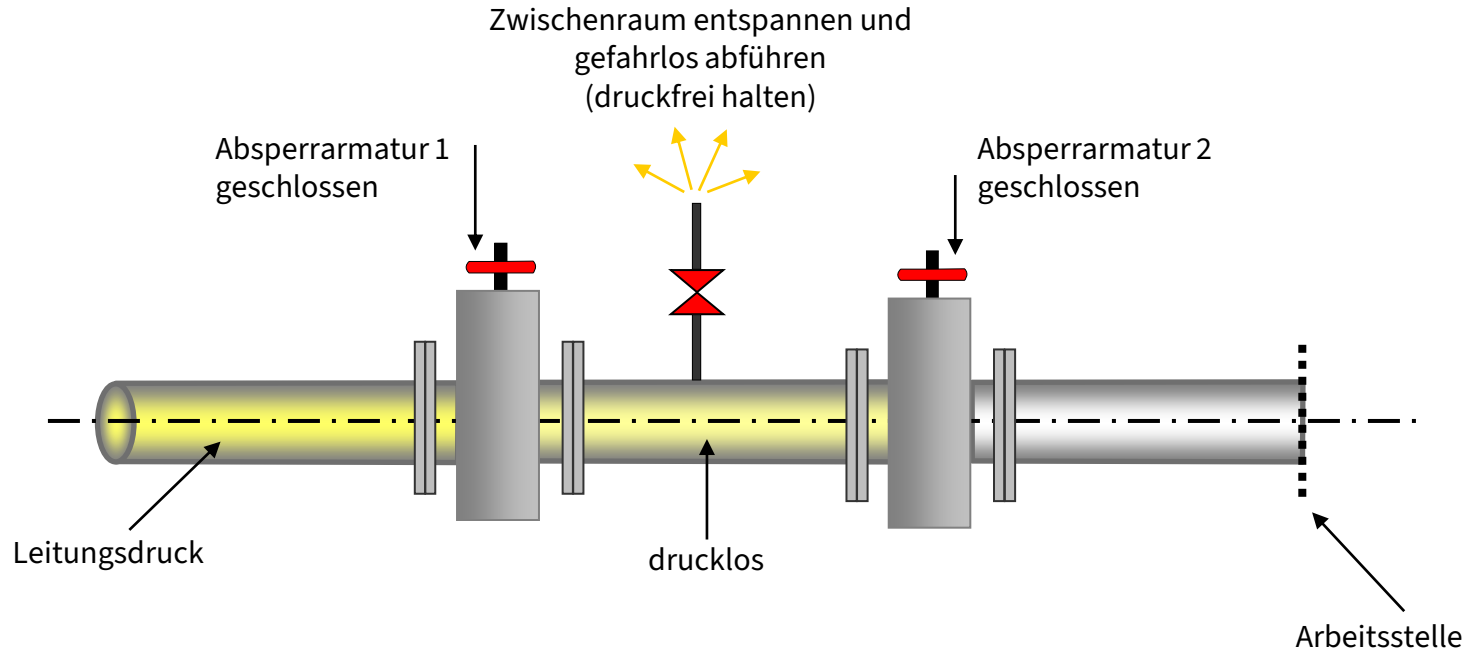 Zwischenraum entspannen und
gefahrlos abführen
(druckfrei halten)
Absperrarmatur 1
geschlossen
Absperrarmatur 2
geschlossen
Leitungsdruck
drucklos
Arbeitsstelle